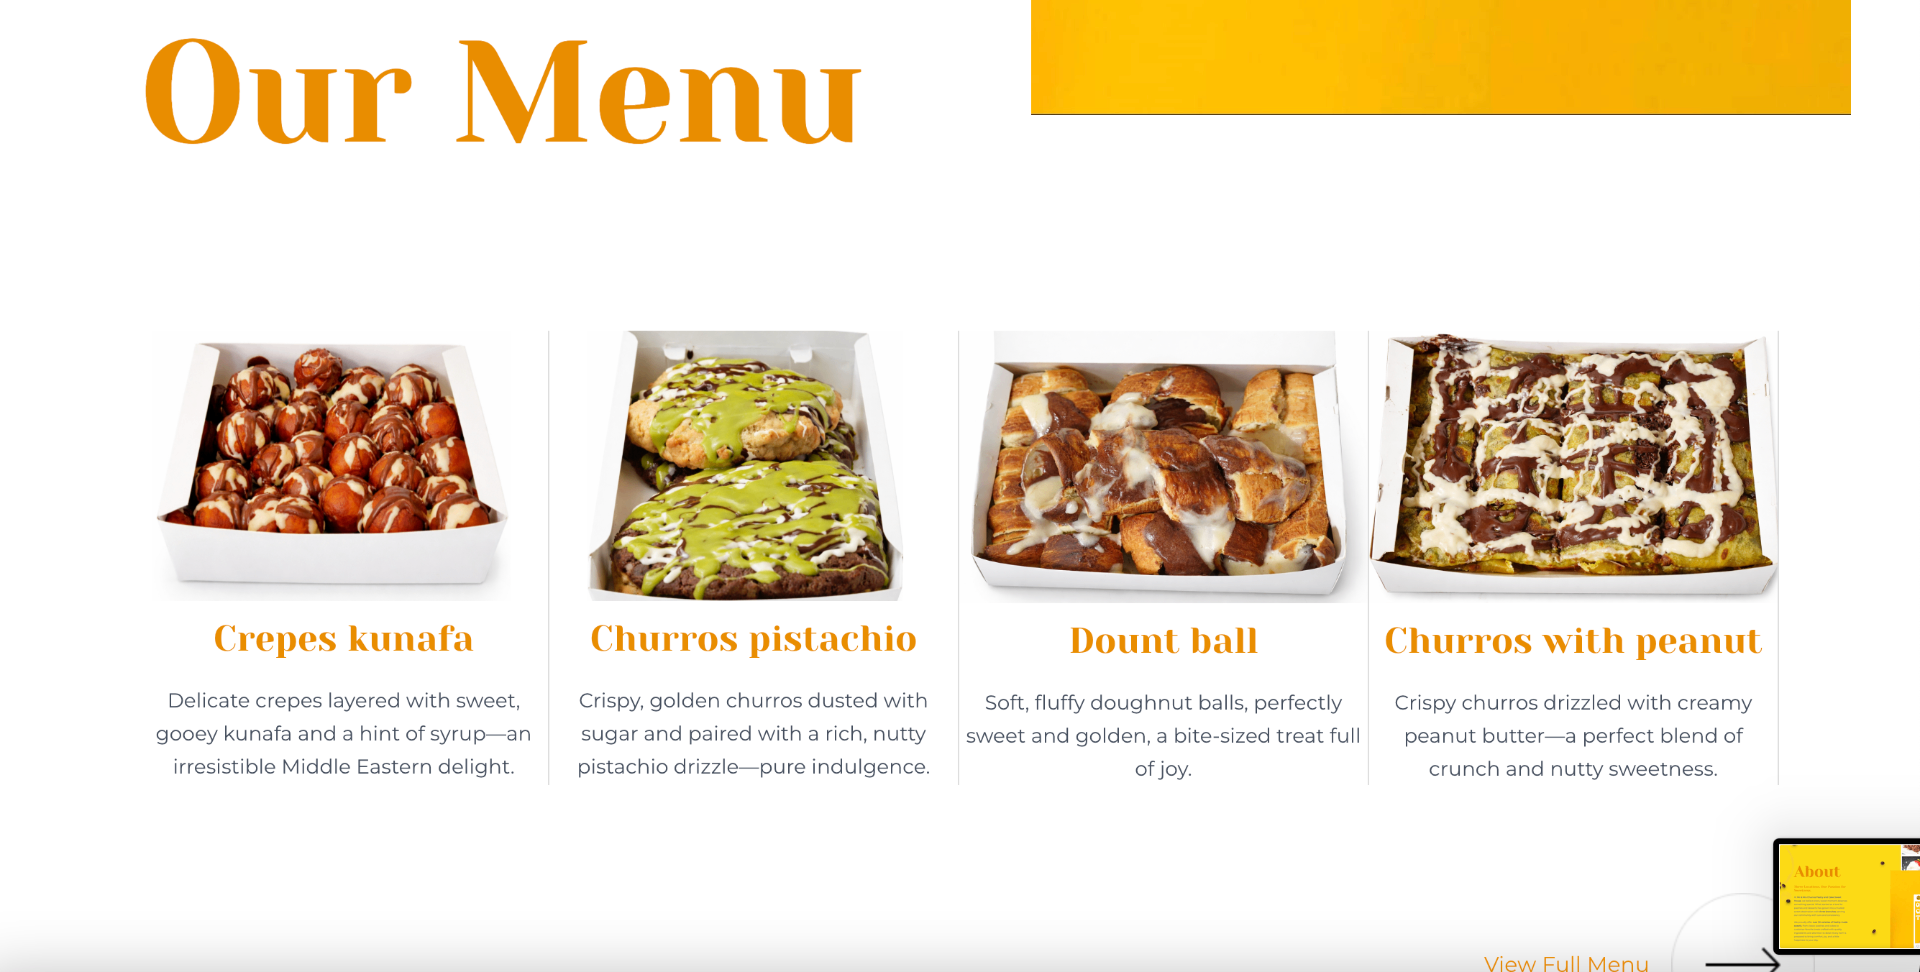 Our Menu
Crepes kunafa
Delicate crepes layered with sweet,
gooey kunafa and a hint of syrup—an
irresistible Middle Eastern delight.
Churros pistachio
Crispy, golden churros dusted with
sugar and paired with a rich, nutty
pistachio drizzle—pure indulgence.
Dount ball
Soft, fluffy doughnut balls, perfectly
sweet and golden, a bite-sized treat full
of joy.
Churros with peanut
Crispy churros drizzled with creamy
peanut butter—a perfect blend of
crunch and nutty sweetness.
View Full Menu
About